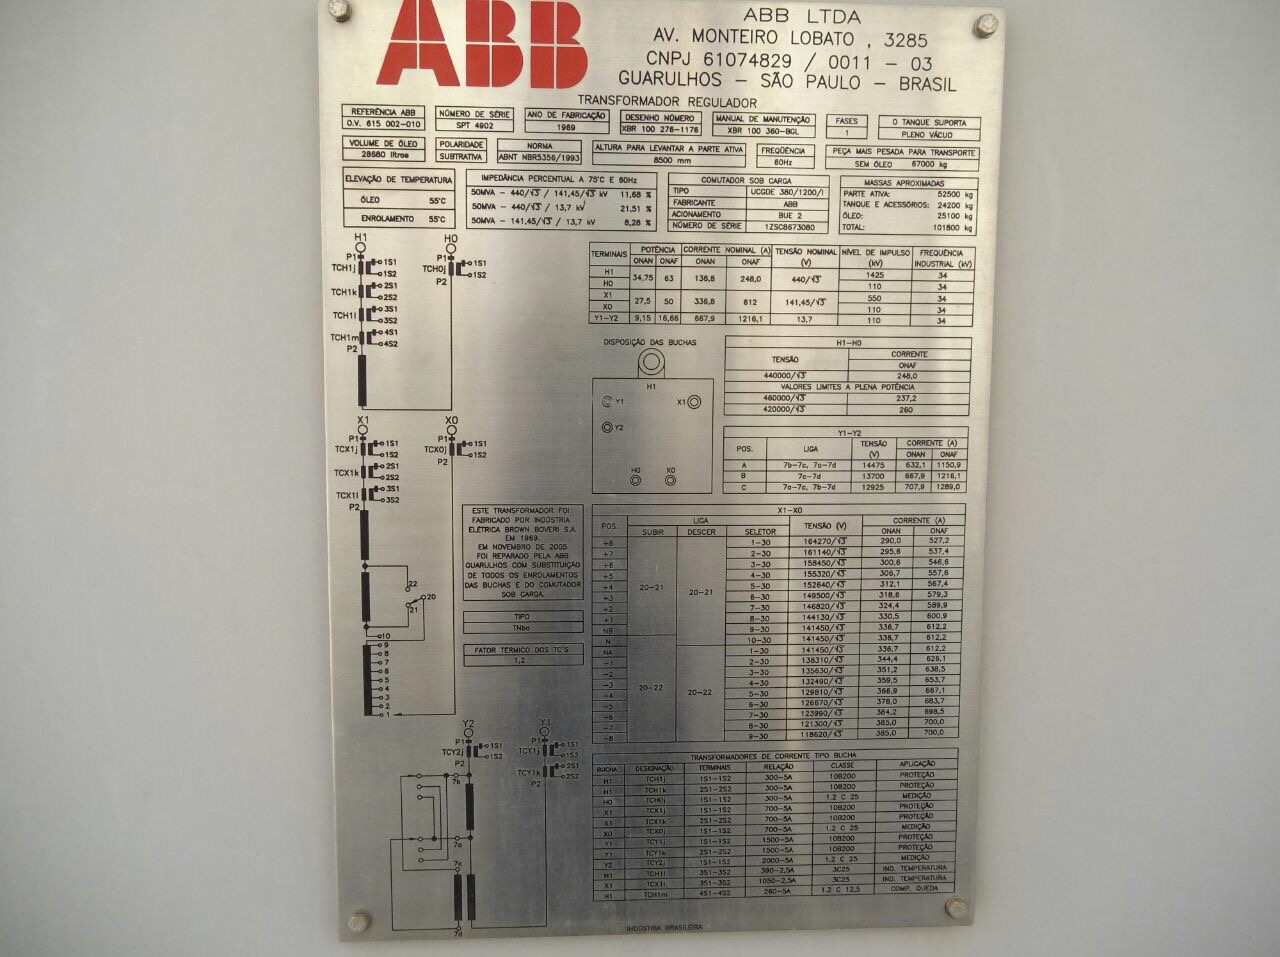 ABB
ABB LTDA
AV. MONTEIRO LOBATO , 3285
CNPJ 61074829 / 0011 - 03
GUARULHOS - SÃO PAULO - BRASIL
TRANSFORMADOR REGULADOR
REFERÊNCIA ABB NÚMERO DE SÉRIE ANO DE FABRICAÇÃO DESENHO NÚMERO MANUAL DE MANUTENÇÃO FASES O TANQUE SUPORTA
O.V. 615 002-010 SPT 4902 1969 XBR 100 276-1176 XBR 100 360-BGL 1 PLENO VÁCUO
VOLUME DE ÓLEO POLARIDADE NORMA ALTURA PARA LEVANTAR A PARTE ATIVA FREQÜÊNCIA PEÇA MAIS PESADA PARA TRANSPORTE
28680 litros SUBTRATIVA ABNT NBR5356/1993 8500 mm 60Hz SEM ÓLEO 67000 kg
ELEVAÇÃO DE TEMPERATURA
ÓLEO 55°C
ENROLAMENTO 55°C
IMPEDÂNCIA PERCENTUAL A 75°C E 60Hz
50MVA - 440/√3 / 141,45/√3 kV 11,68 %
50MVA - 440/√3 / 13,7 kV 21,51 %
50MVA - 141,45/√3 / 13,7 kV 8,28 %
COMUTADOR SOB CARGA
TIPO UCGDE 380/1200/I
FABRICANTE ABB
ACIONAMENTO BUE 2
NÚMERO DE SÉRIE 1ZSC8673080
MASSAS APROXIMADAS
PARTE ATIVA: 52500 kg
TANQUE E ACESSÓRIOS: 24200 kg
ÓLEO: 25100 kg
TOTAL: 101800 kg
H1 H0
P1 1S1 P1 1S1
TCH1j 1S2 TCH0j 1S2
2S1 P2
TCH1k 2S2
3S1
TCH1l 3S2
4S1
TCH1m 4S2
P2
TERMINAIS POTÊNCIA CORRENTE NOMINAL (A) TENSÃO NOMINAL NÍVEL DE IMPULSO FREQUÊNCIA
ONAN ONAF ONAN ONAF (V) (kV) INDUSTRIAL (kV)
H1 34,75 63 136,8 248,0 440/√3 1425 34
H0 110 34
X1 27,5 50 336,8 612 141,45/√3 550 34
X0 110 34
Y1-Y2 9,15 16,66 667,9 1216,1 13,7 110 34
DISPOSIÇÃO DAS BUCHAS
H1
Y1 X1
Y2
H0 X0
H1-H0
TENSÃO CORRENTE
ONAF
440000/√3 248,0
VALORES LIMITES A PLENA POTÊNCIA
460000/√3 237,2
420000/√3 260
Y1-Y2
POS. LIGA TENSÃO CORRENTE (A)
(V) ONAN ONAF
A 7b-7c, 7a-7d 14475 632,1 1150,9
B 7c-7d 13700 667,9 1216,1
C 7a-7c, 7b-7d 12925 707,9 1289,0
X1 X0
P1 1S1 P1 1S1
TCX1j 1S2 TCX0j 1S2
2S1 P2
TCX1k 2S2
3S1
TCX1l 3S2
P2
22
20
21
10
9
8
7
6
5
4
3
2
1
ESTE TRANSFORMADOR FOI
FABRICADO POR INDÚSTRIA
ELÉTRICA BROWN BOVERI S.A.
EM 1969.
EM NOVEMBRO DE 2005
FOI REPARADO PELA ABB
GUARULHOS COM SUBSTITUIÇÃO
DE TODOS OS ENROLAMENTOS
DAS BUCHAS E DO COMUTADOR
SOB CARGA.
TIPO
TNba
FATOR TÉRMICO DOS TC'S
1,2
X1-X0
POS. LIGA TENSÃO (V) CORRENTE (A)
SUBIR DESCER SELETOR ONAN ONAF
+8 1-30 164270/√3 290,0 527,2
+7 2-30 161140/√3 295,6 537,4
+6 3-30 158450/√3 300,6 546,6
+5 4-30 155320/√3 306,7 557,6
+4 20-21 20-21 5-30 152640/√3 312,1 567,4
+3 6-30 149500/√3 318,6 579,3
+2 7-30 146820/√3 324,4 589,9
+1 8-30 144130/√3 330,5 600,9
NB 9-30 141450/√3 336,7 612,2
N 10-30 141450/√3 336,7 612,2
NA 1-30 141450/√3 336,7 612,2
-1 2-30 138310/√3 344,4 626,1
-2 3-30 135630/√3 351,2 638,5
-3 20-22 20-22 4-30 132490/√3 359,5 653,7
-4 5-30 129810/√3 366,9 667,1
-5 6-30 126670/√3 376,0 683,7
-6 7-30 123990/√3 384,2 698,5
-7 8-30 121300/√3 385,0 700,0
-8 9-30 118620/√3 385,0 700,0
Y2 Y1
P1 1S1 P1 1S1
TCY2j 1S2 TCY1j 1S2
P2 2S1
TCY1k 2S2
P2
7b
7a
7c
7d
TRANSFORMADORES DE CORRENTE TIPO BUCHA
BUCHA DESIGNAÇÃO TERMINAIS RELAÇÃO CLASSE APLICAÇÃO
H1 TCH1j 1S1-1S2 300-5A 10B200 PROTEÇÃO
H1 TCH1k 2S1-2S2 300-5A 10B200 PROTEÇÃO
H0 TCH0j 1S1-1S2 300-5A 1.2 C 25 MEDIÇÃO
X1 TCX1j 1S1-1S2 700-5A 10B200 PROTEÇÃO
X1 TCX1k 2S1-2S2 700-5A 10B200 PROTEÇÃO
X0 TCX0j 1S1-1S2 700-5A 1.2 C 25 MEDIÇÃO
Y1 TCY1j 1S1-1S2 1500-5A 10B200 PROTEÇÃO
Y1 TCY1k 2S1-2S2 1500-5A 10B200 PROTEÇÃO
Y2 TCY2j 1S1-1S2 2000-5A 1.2 C 25 MEDIÇÃO
H1 TCH1l 3S1-3S2 390-2,5A 3C25 IND. TEMPERATURA
X1 TCX1l 3S1-3S2 1050-2,5A 3C25 IND. TEMPERATURA
H1 TCH1m 4S1-4S2 260-5A 1.2 C 12,5 COMP. QUEDA
INDÚSTRIA BRASILEIRA